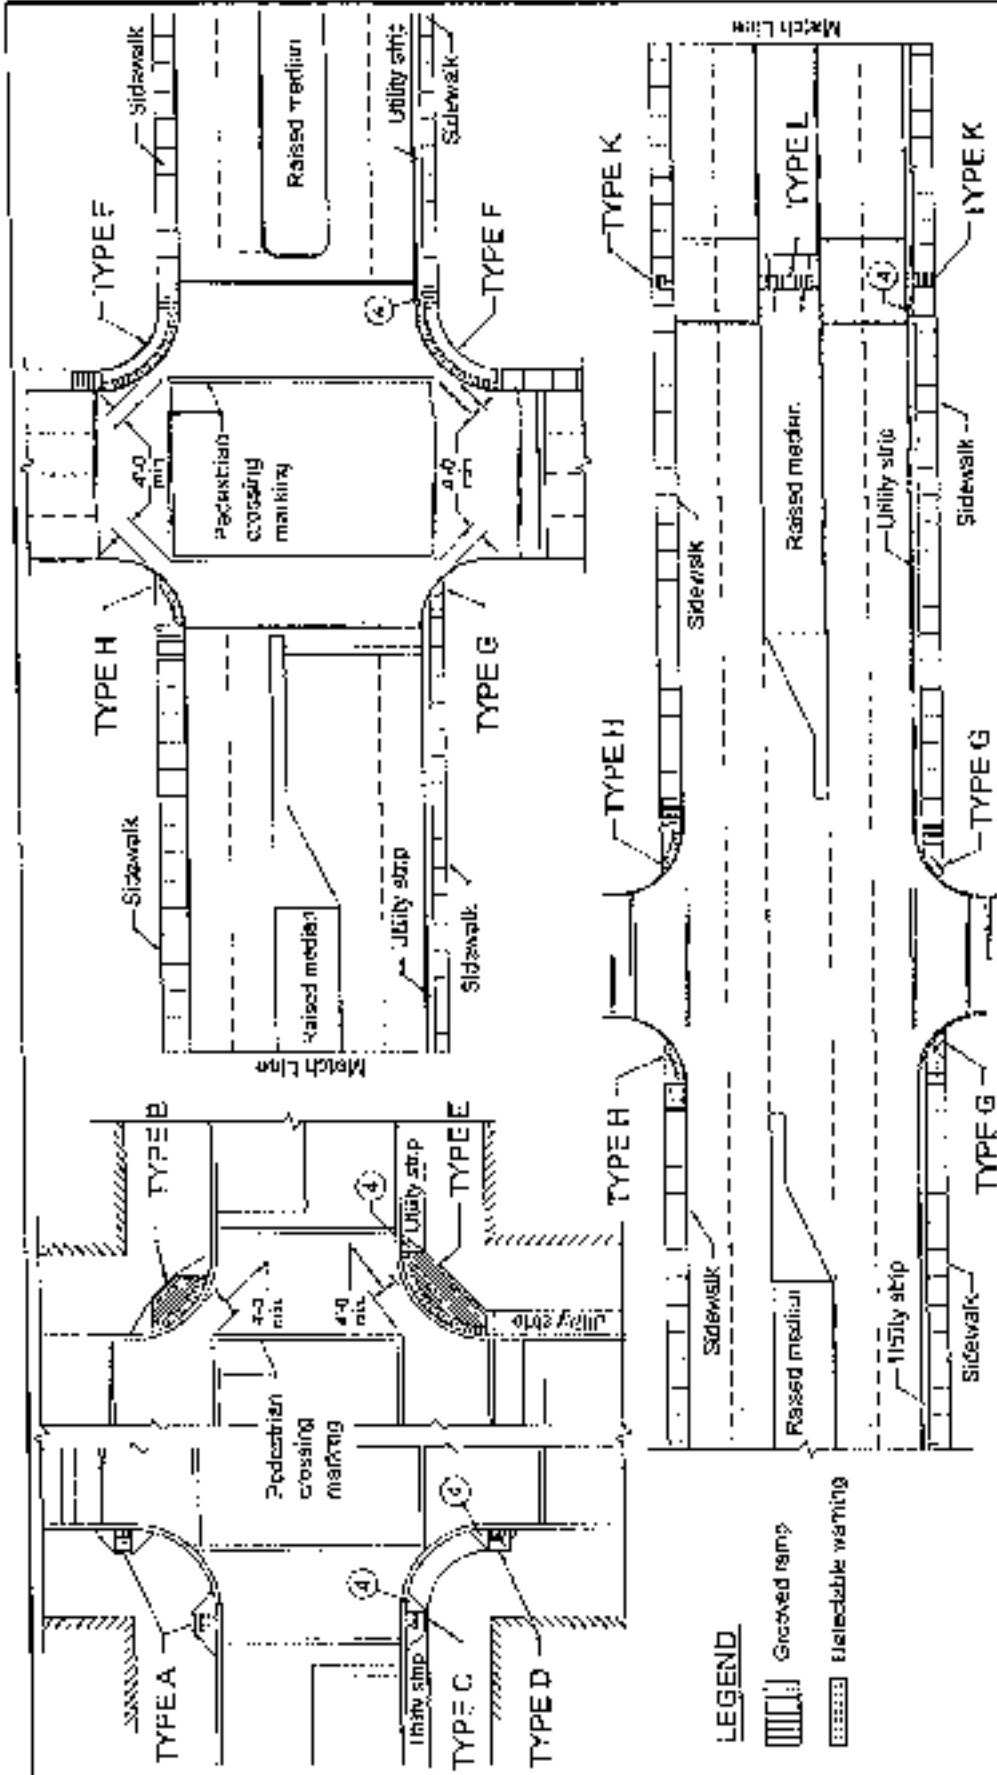 Sidewalk
TYPE F
Raised median
Utility strip
Sidewalk
TYPE F
4
4'-0
min
4'-0
min
Pedestrian
crossing
marking
TYPE H
TYPE G
Sidewalk
Raised median
Utility strip
Sidewalk
Match Line
TYPE B
TYPE E
Utility strip
4
4'-0
4'-0
Utility strip
Pedestrian
crossing
marking
4
4
TYPE A
Utility strip
TYPE C
TYPE D
Match Line
TYPE K
TYPE L
TYPE K
4
Raised median
Utility strip
Sidewalk
Sidewalk
TYPE H
TYPE G
TYPE H
TYPE G
Sidewalk
Raised median
Utility strip
Sidewalk
LEGEND
Grooved ramp
Detectable warning